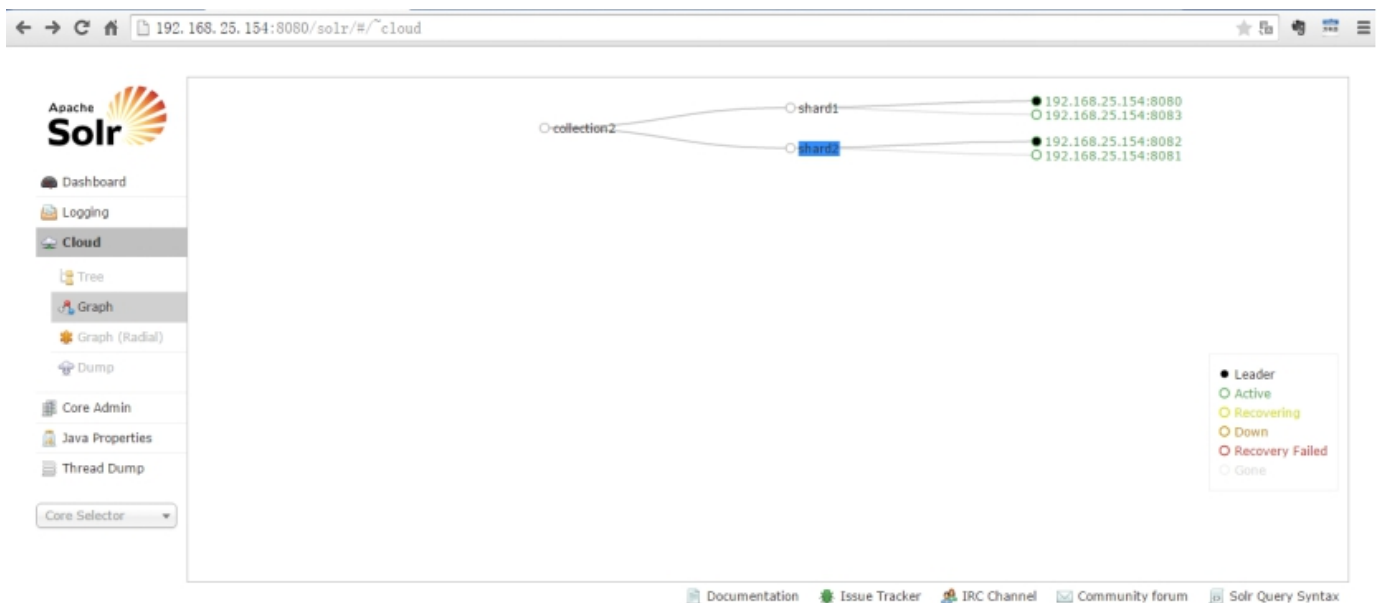 192.168.25.154:8080/solr/#/~cloud
Apache
Solr
Dashboard
Logging
Cloud
Tree
Graph
Graph (Radial)
Dump
Core Admin
Java Properties
Thread Dump
Core Selector
collection2
shard1
192.168.25.154:8080
192.168.25.154:8083
shard2
192.168.25.154:8082
192.168.25.154:8081
Leader
Active
Recovering
Down
Recovery Failed
Gone
Documentation Issue Tracker IRC Channel Community forum Solr Query Syntax